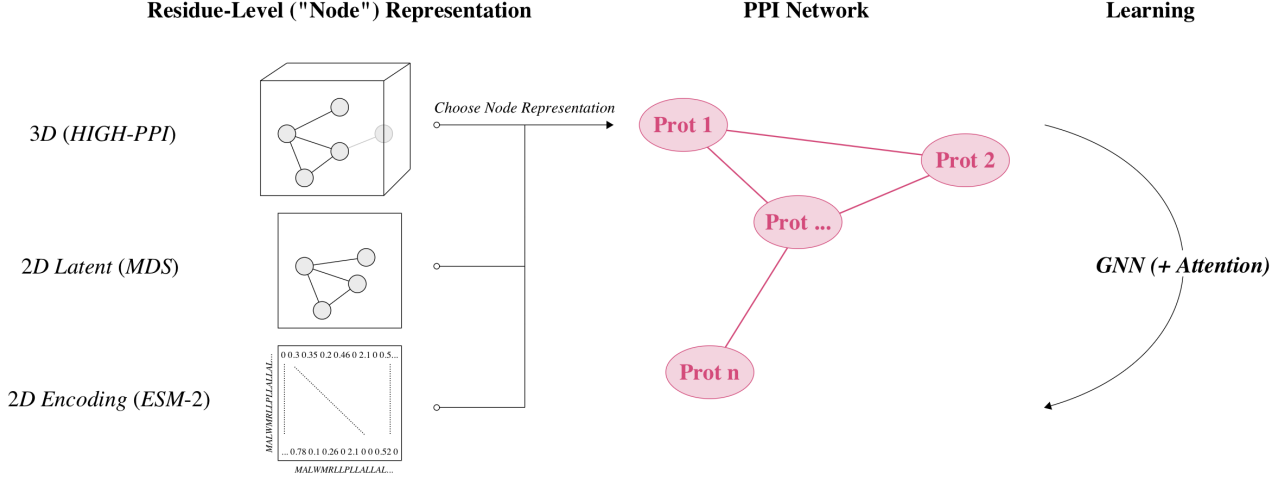 Residue-Level ("Node") Representation
PPI Network
Learning
3D (HIGH-PPI)
Choose Node Representation
Prot 1
Prot 2
Prot ...
2D Latent (MDS)
GNN (+ Attention)
Prot n
2D Encoding (ESM-2)
MALWMRLLPLLALLAL...
0 0.3 0.35 0.2 0.46 0 2.1 0 0.5...
... 0.78 0.1 0.26 0 2.1 0 0 0.52 0
MALWMRLLPLLALLAL...